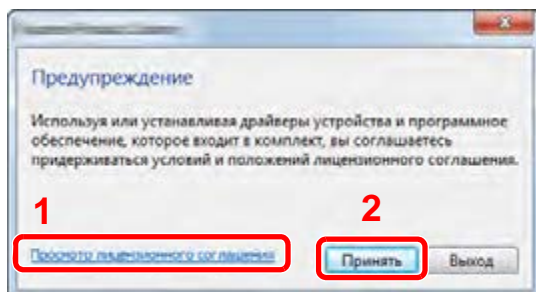 Предупреждение
Используя или устанавливая драйверы устройства и программное
обеспечение, которое входит в комплект, вы соглашаетесь
придерживаться условий и положений лицензионного соглашения.
1
2
Просмотр лицензионного соглашения
Принять
Выход